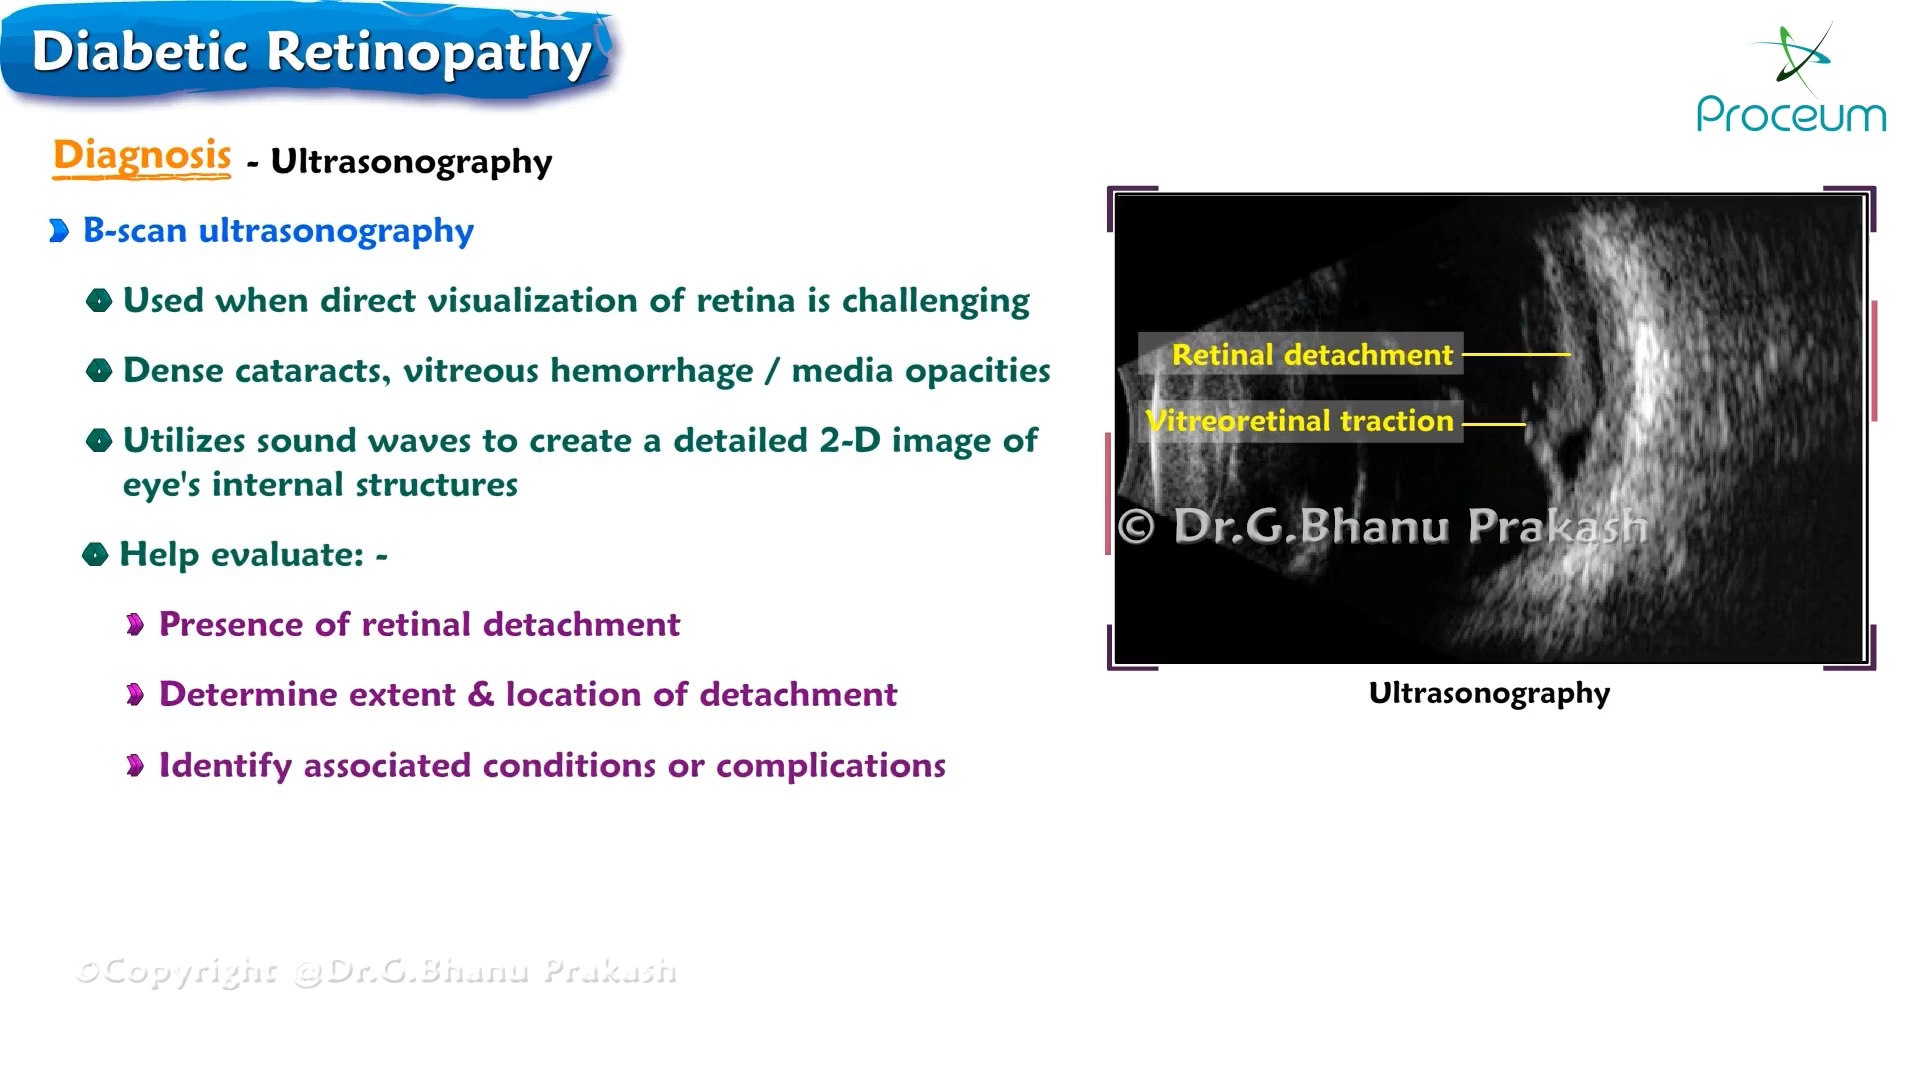 Diabetic Retinopathy
Proceum
Diagnosis - Ultrasonography
B-scan ultrasonography
Used when direct visualization of retina is challenging
Dense cataracts, vitreous hemorrhage / media opacities
Utilizes sound waves to create a detailed 2-D image of
eye's internal structures
Help evaluate: -
Presence of retinal detachment
Determine extent & location of detachment
Identify associated conditions or complications
Retinal detachment
Vitreoretinal traction
© Dr.G.Bhanu Prakash
Ultrasonography
©Copyright @Dr.G.Bhanu Prakash